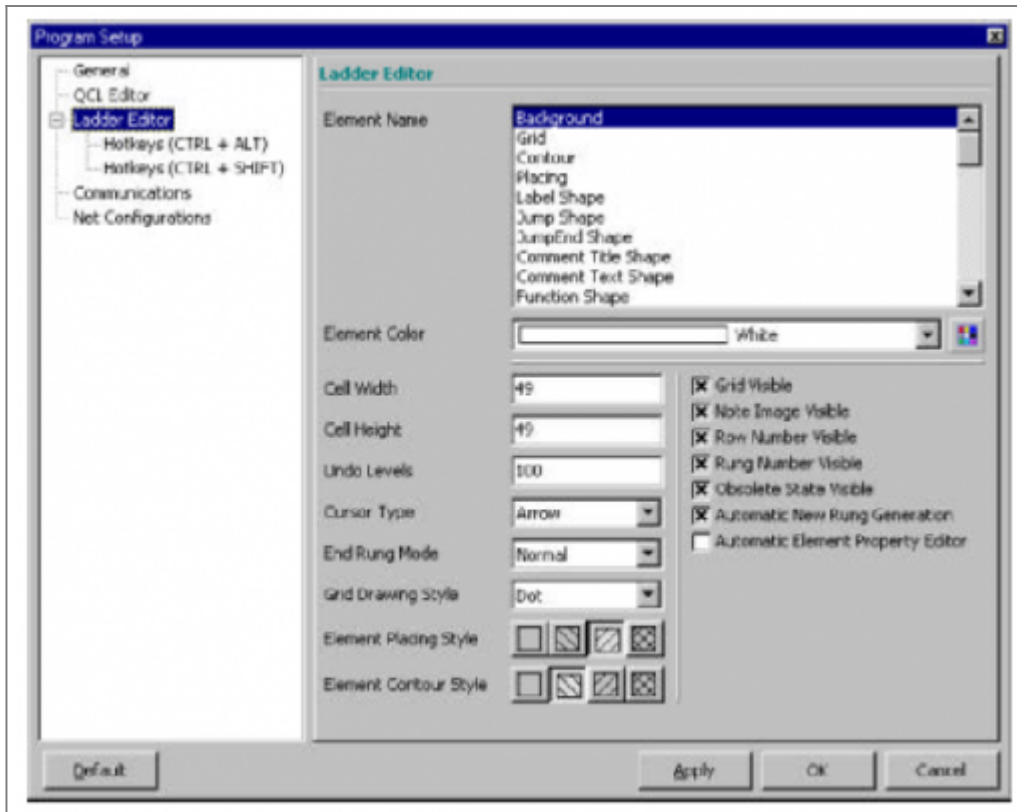 Program Setup
General
QCL Editor
Ladder Editor
Hotkeys (CTRL + ALT)
Hotkeys (CTRL + SHIFT)
Communications
Net Configurations
Ladder Editor
Element Name
Background
Grid
Contour
Placing
Label Shape
Jump Shape
JumpEnd Shape
Comment Title Shape
Comment Text Shape
Function Shape
Element Color
White
Cell Width
49
Cell Height
49
Undo Levels
100
Cursor Type
Arrow
End Rung Mode
Normal
Grid Drawing Style
Dot
Element Placing Style
Element Contour Style
Grid Visible
Note Image Visible
Row Number Visible
Rung Number Visible
Obsolete State Visible
Automatic New Rung Generation
Automatic Element Property Editor
Default
Apply
OK
Cancel